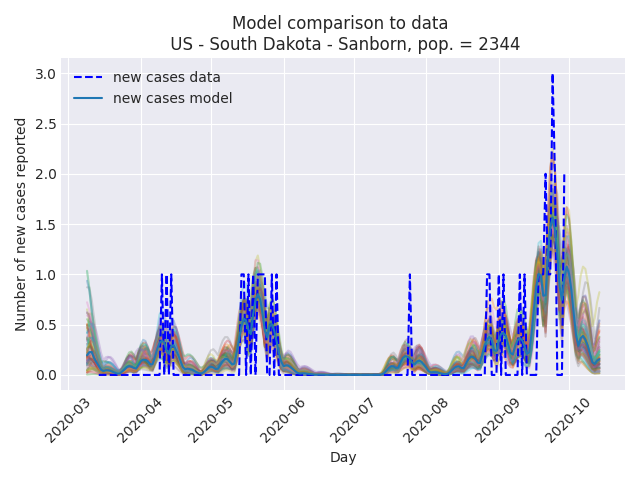 Model comparison to data
US - South Dakota - Sanborn, pop. = 2344
new cases data
new cases model
Number of new cases reported
3.0
2.5
2.0
1.5
1.0
0.5
0.0
2020-03
2020-04
2020-05
2020-06
2020-07
2020-08
2020-09
2020-10
Day